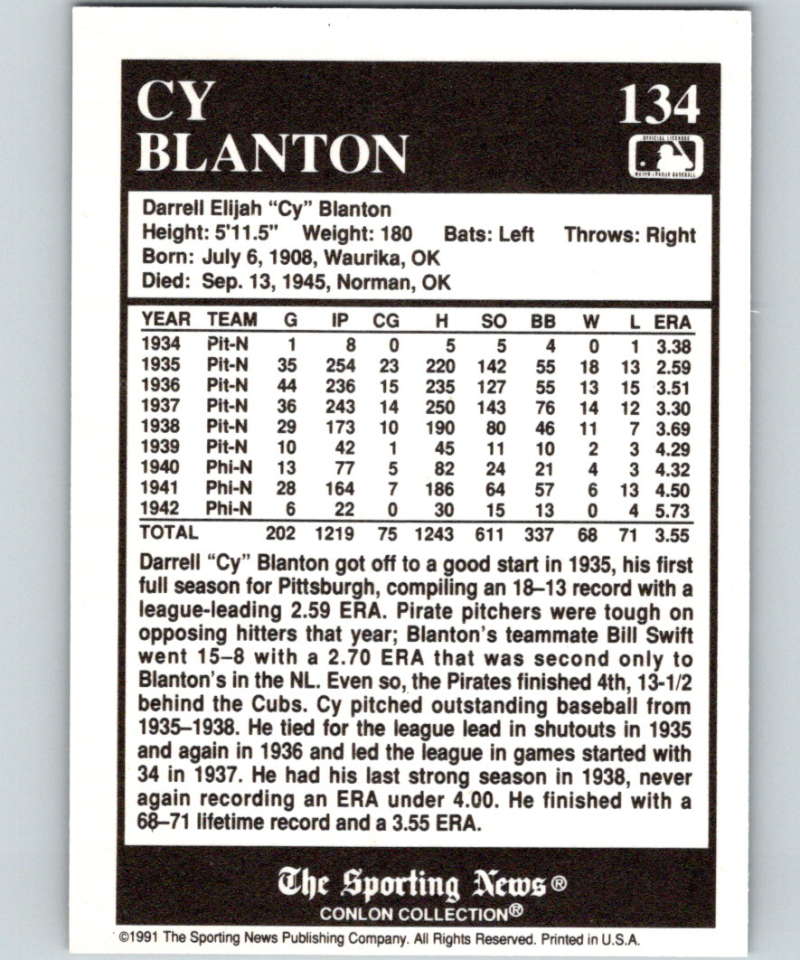 CY 134
BLANTON
OFFICIAL LICENSEE
MAJOR LEAGUE BASEBALL
Darrell Elijah “Cy” Blanton
Height: 5'11.5" Weight: 180 Bats: Left Throws: Right
Born: July 6, 1908, Waurika, OK
Died: Sep. 13, 1945, Norman, OK
YEAR TEAM G IP CG H SO BB W L ERA
1934 Pit-N 1 8 0 5 5 4 0 1 3.38
1935 Pit-N 35 254 23 220 142 55 18 13 2.59
1936 Pit-N 44 236 15 235 127 55 13 15 3.51
1937 Pit-N 36 243 14 250 143 76 14 12 3.30
1938 Pit-N 29 173 10 190 80 46 11 7 3.69
1939 Pit-N 10 42 1 45 11 10 2 3 4.29
1940 Phi-N 13 77 5 82 24 21 4 3 4.32
1941 Phi-N 28 164 7 186 64 57 6 13 4.50
1942 Phi-N 6 22 0 30 15 13 0 4 5.73
TOTAL 202 1219 75 1243 611 337 68 71 3.55
Darrell “Cy” Blanton got off to a good start in 1935, his first
full season for Pittsburgh, compiling an 18–13 record with a
league-leading 2.59 ERA. Pirate pitchers were tough on
opposing hitters that year; Blanton's teammate Bill Swift
went 15–8 with a 2.70 ERA that was second only to
Blanton's in the NL. Even so, the Pirates finished 4th, 13-1/2
behind the Cubs. Cy pitched outstanding baseball from
1935–1938. He tied for the league lead in shutouts in 1935
and again in 1936 and led the league in games started with
34 in 1937. He had his last strong season in 1938, never
again recording an ERA under 4.00. He finished with a
68–71 lifetime record and a 3.55 ERA.
The Sporting News®
CONLON COLLECTION®
©1991 The Sporting News Publishing Company. All Rights Reserved. Printed in U.S.A.